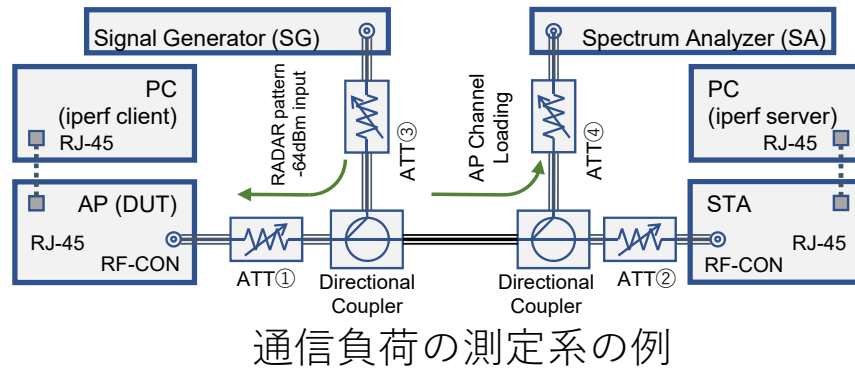 Signal Generator (SG)
Spectrum Analyzer (SA)
PC
(iperf client)
RJ-45
RADAR pattern
-64dBm input
ATT③
AP Channel
Loading
ATT④
PC
(iperf server)
RJ-45
AP (DUT)
RJ-45
RF-CON
ATT①
Directional
Coupler
Directional
Coupler
ATT②
STA
RJ-45
RF-CON
通信負荷の測定系の例